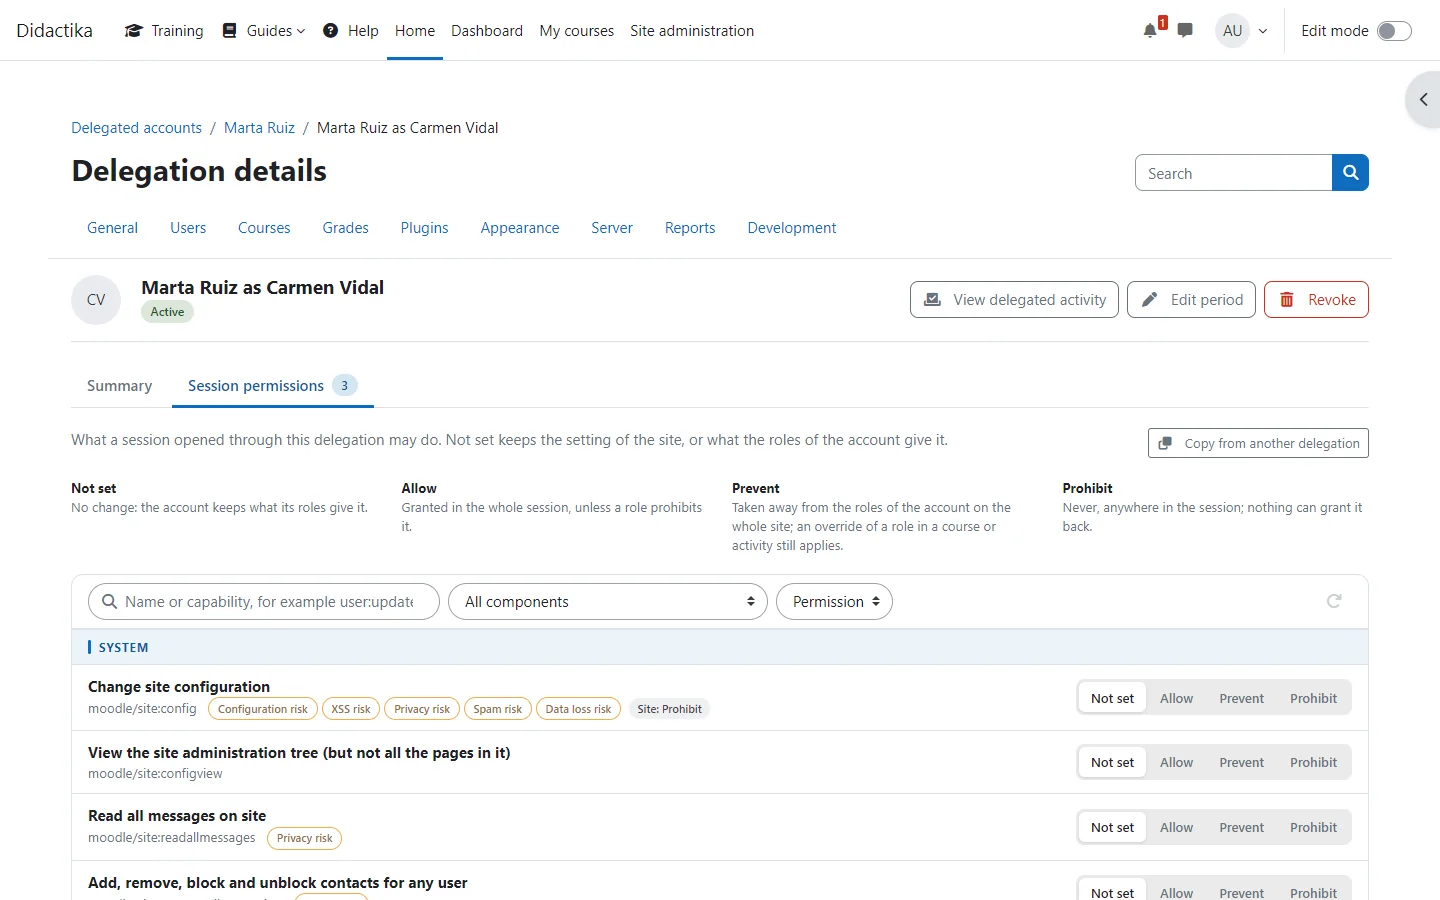 Didactika
Training
Guides
Help
Home
Dashboard
My courses
Site administration
1
AU
Edit mode
Delegated accounts / Marta Ruiz / Marta Ruiz as Carmen Vidal
Delegation details
Search
General
Users
Courses
Grades
Plugins
Appearance
Server
Reports
Development
CV
Marta Ruiz as Carmen Vidal
Active
View delegated activity
Edit period
Revoke
Summary
Session permissions 3
What a session opened through this delegation may do. Not set keeps the setting of the site, or what the roles of the account give it.
Copy from another delegation
Not set
No change: the account keeps what its roles give it.
Allow
Granted in the whole session, unless a role prohibits
it.
Prevent
Taken away from the roles of the account on the
whole site; an override of a role in a course or
activity still applies.
Prohibit
Never, anywhere in the session; nothing can grant it
back.
Name or capability, for example user:update
All components
Permission
SYSTEM
Change site configuration
moodle/site:config Configuration risk XSS risk Privacy risk Spam risk Data loss risk Site: Prohibit
Not set Allow Prevent Prohibit
View the site administration tree (but not all the pages in it)
moodle/site:configview
Not set Allow Prevent Prohibit
Read all messages on site
moodle/site:readallmessages Privacy risk
Not set Allow Prevent Prohibit
Add, remove, block and unblock contacts for any user
Not set Allow Prevent Prohibit